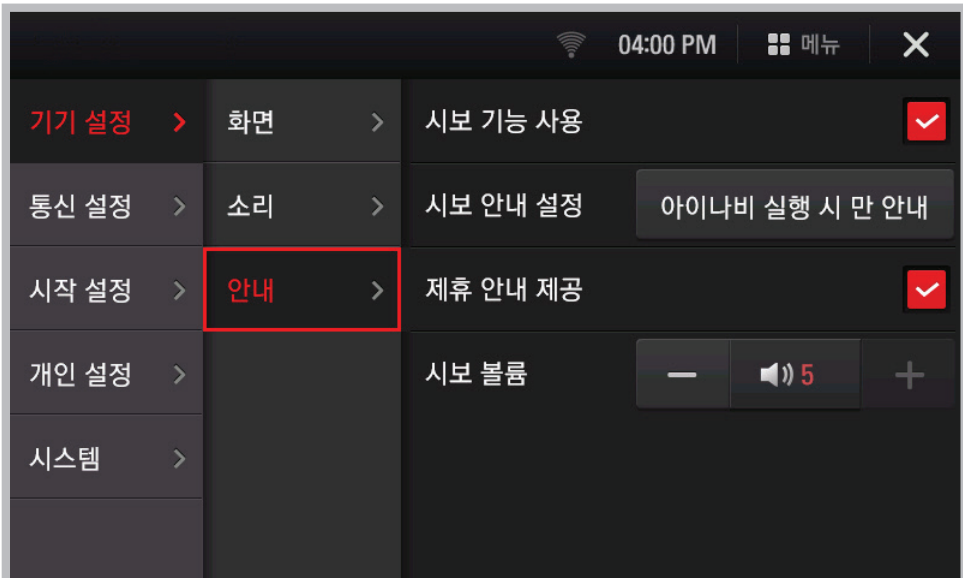 04:00 PM 메뉴
기기 설정
통신 설정
시작 설정
개인 설정
시스템
화면
소리
안내
시보 기능 사용
시보 안내 설정 아이나비 실행 시 만 안내
제휴 안내 제공
시보 볼륨 5